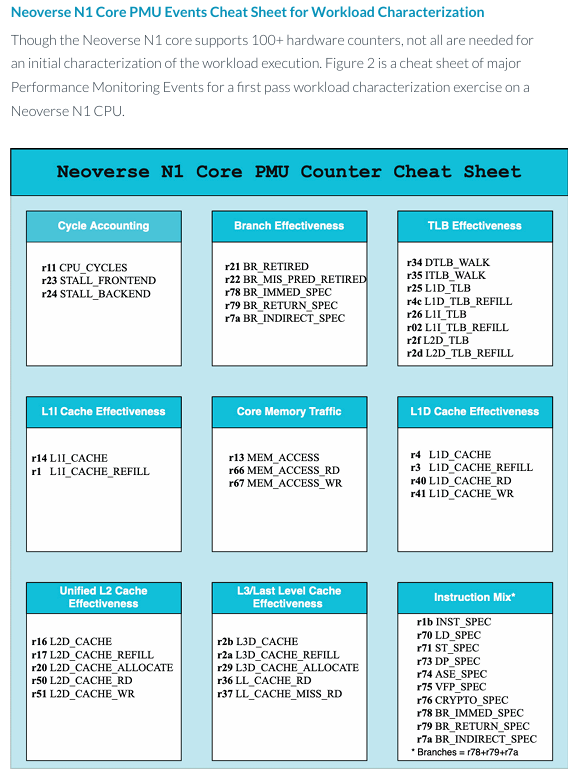 Neoverse N1 Core PMU Events Cheat Sheet for Workload Characterization
Though the Neoverse N1 core supports 100+ hardware counters, not all are needed for
an initial characterization of the workload execution. Figure 2 is a cheat sheet of major
Performance Monitoring Events for a first pass workload characterization exercise on a
Neoverse N1 CPU.
Neoverse N1 Core PMU Counter Cheat Sheet
Cycle Accounting
r11 CPU_CYCLES
r23 STALL_FRONTEND
r24 STALL_BACKEND
Branch Effectiveness
r21 BR_RETIRED
r22 BR_MIS_PRED_RETIRED
r78 BR_IMMED_SPEC
r79 BR_RETURN_SPEC
r7a BR_INDIRECT_SPEC
TLB Effectiveness
r34 DTLB_WALK
r35 ITLB_WALK
r25 L1D_TLB
r4c L1D_TLB_REFILL
r26 L1I_TLB
r02 L1I_TLB_REFILL
r2f L2D_TLB
r2d L2D_TLB_REFILL
L1I Cache Effectiveness
r14 L1I_CACHE
r1 L1I_CACHE_REFILL
Core Memory Traffic
r13 MEM_ACCESS
r66 MEM_ACCESS_RD
r67 MEM_ACCESS_WR
L1D Cache Effectiveness
r4 L1D_CACHE
r3 L1D_CACHE_REFILL
r40 L1D_CACHE_RD
r41 L1D_CACHE_WR
Unified L2 Cache
Effectiveness
r16 L2D_CACHE
r17 L2D_CACHE_REFILL
r20 L2D_CACHE_ALLOCATE
r50 L2D_CACHE_RD
r51 L2D_CACHE_WR
L3/Last Level Cache
Effectiveness
r2b L3D_CACHE
r2a L3D_CACHE_REFILL
r29 L3D_CACHE_ALLOCATE
r36 LL_CACHE_RD
r37 LL_CACHE_MISS_RD
Instruction Mix*
r1b INST_SPEC
r70 LD_SPEC
r71 ST_SPEC
r73 DP_SPEC
r74 ASE_SPEC
r75 VFP_SPEC
r76 CRYPTO_SPEC
r78 BR_IMMED_SPEC
r79 BR_RETURN_SPEC
r7a BR_INDIRECT_SPEC
* Branches = r78+r79+r7a